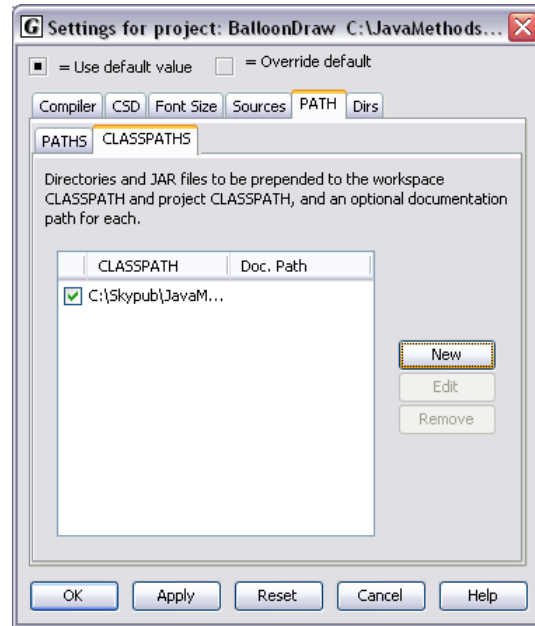 G Settings for project: BalloonDraw C:\JavaMethods...
= Use default value = Override default
Compiler CSD Font Size Sources PATH Dirs
PATHS CLASSPATHS
Directories and JAR files to be prepended to the workspace
CLASSPATH and project CLASSPATH, and an optional documentation
path for each.
CLASSPATH Doc. Path
C:\Skypub\JavaM...
New
Edit
Remove
OK Apply Reset Cancel Help